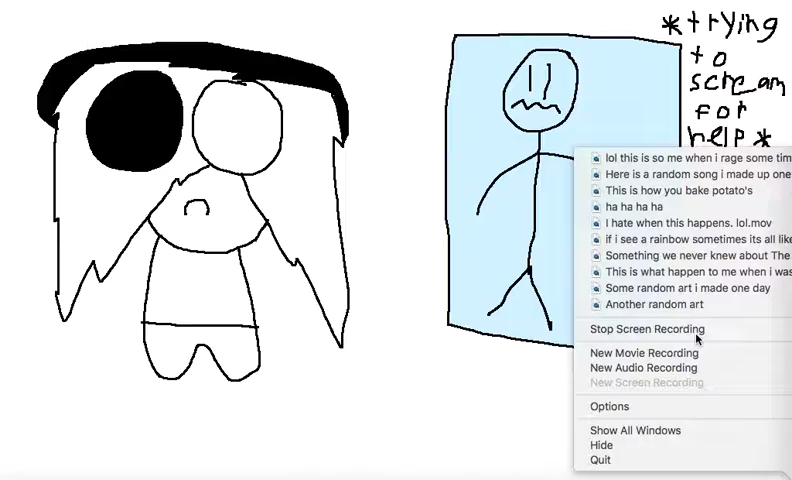 *trying
to
scream
for
help*
lol this is so me when i rage some tim
Here is a random song i made up one
This is how you bake potato's
ha ha ha ha
I hate when this happens. lol.mov
if i see a rainbow sometimes its all like
Something we never knew about The
This is what happen to me when i was
Some random art i made one day
Another random art
Stop Screen Recording
New Movie Recording
New Audio Recording
New Screen Recording
Options
Show All Windows
Hide
Quit